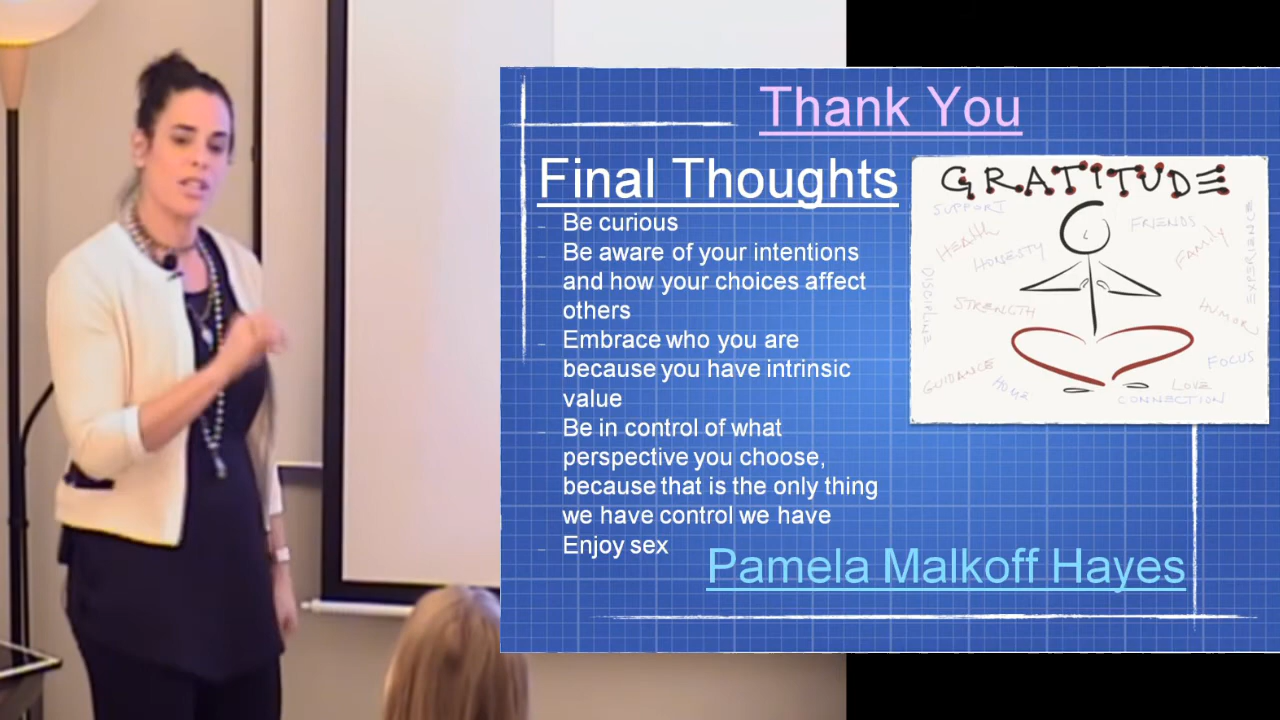 Thank You
Final Thoughts
- Be curious
- Be aware of your intentions
and how your choices affect
others
- Embrace who you are
because you have intrinsic
value
- Be in control of what
perspective you choose,
because that is the only thing
we have control we have
- Enjoy sex
Pamela Malkoff Hayes
GRATITUDE
SUPPORT
FRIENDS
EXPERIENCE
HEALTH
HONESTY
FAMILY
DISCIPLINE
STRENGTH
HUMOR
GUIDANCE
HOME
FOCUS
LOVE
CONNECTION